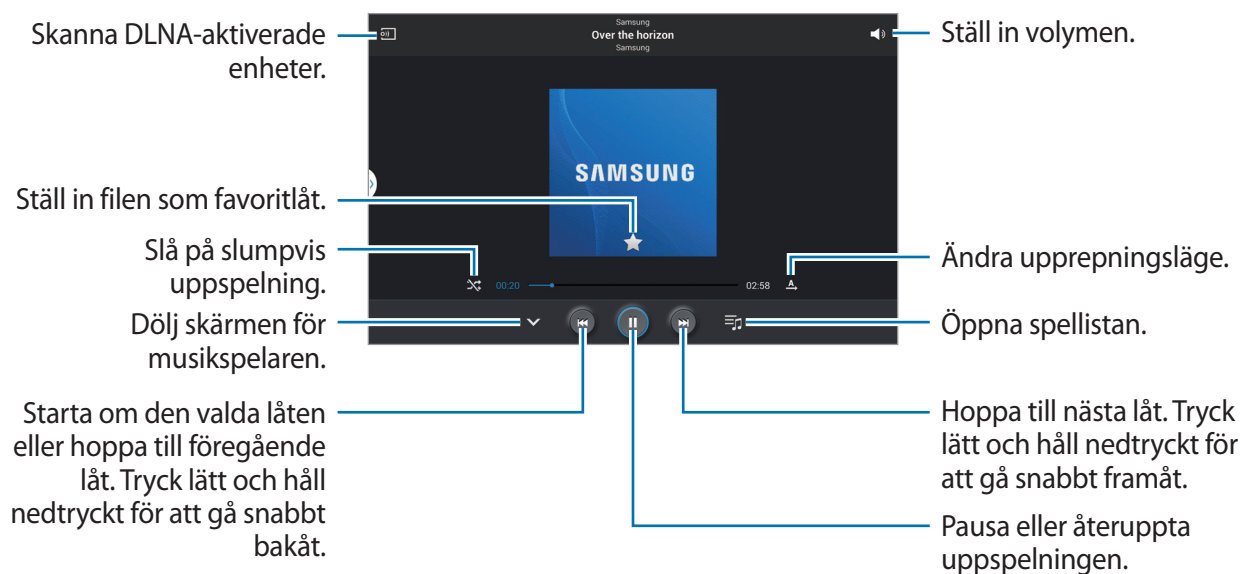 Skanna DLNA-aktiverade
enheter.
Ställ in filen som favoritlåt.
Slå på slumpvis
uppspelning.
Dölj skärmen för
musikspelaren.
Starta om den valda låten
eller hoppa till föregående
låt. Tryck lätt och håll
nedtryckt för att gå snabbt
bakåt.
Samsung
Over the horizon
Samsung
SAMSUNG
00:20
02:58
A
Ställ in volymen.
Ändra upprepningsläge.
Öppna spellistan.
Hoppa till nästa låt. Tryck
lätt och håll nedtryckt för
att gå snabbt framåt.
Pausa eller återuppta
uppspelningen.